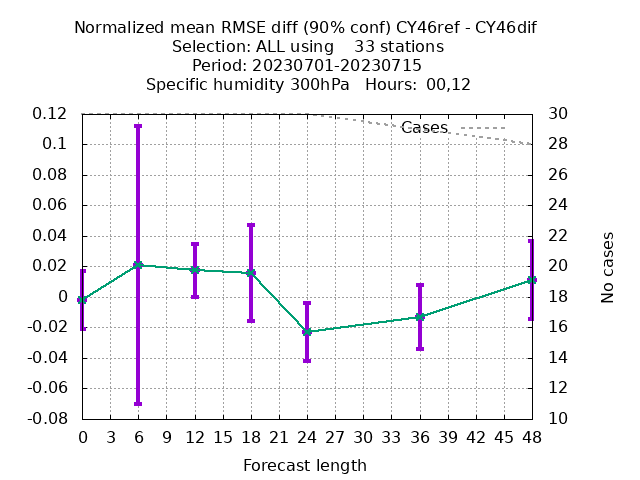 Normalized mean RMSE diff (90% conf) CY46ref - CY46dif
Selection: ALL using    33 stations
Period: 20230701-20230715
Specific humidity 300hPa   Hours: 00,12
Cases
0.12
0.1
0.08
0.06
0.04
0.02
0
-0.02
-0.04
-0.06
-0.08
30
28
26
24
22
20
18
16
14
12
10
No cases
0 3 6 9 12 15 18 21 24 27 30 33 36 39 42 45 48
Forecast length